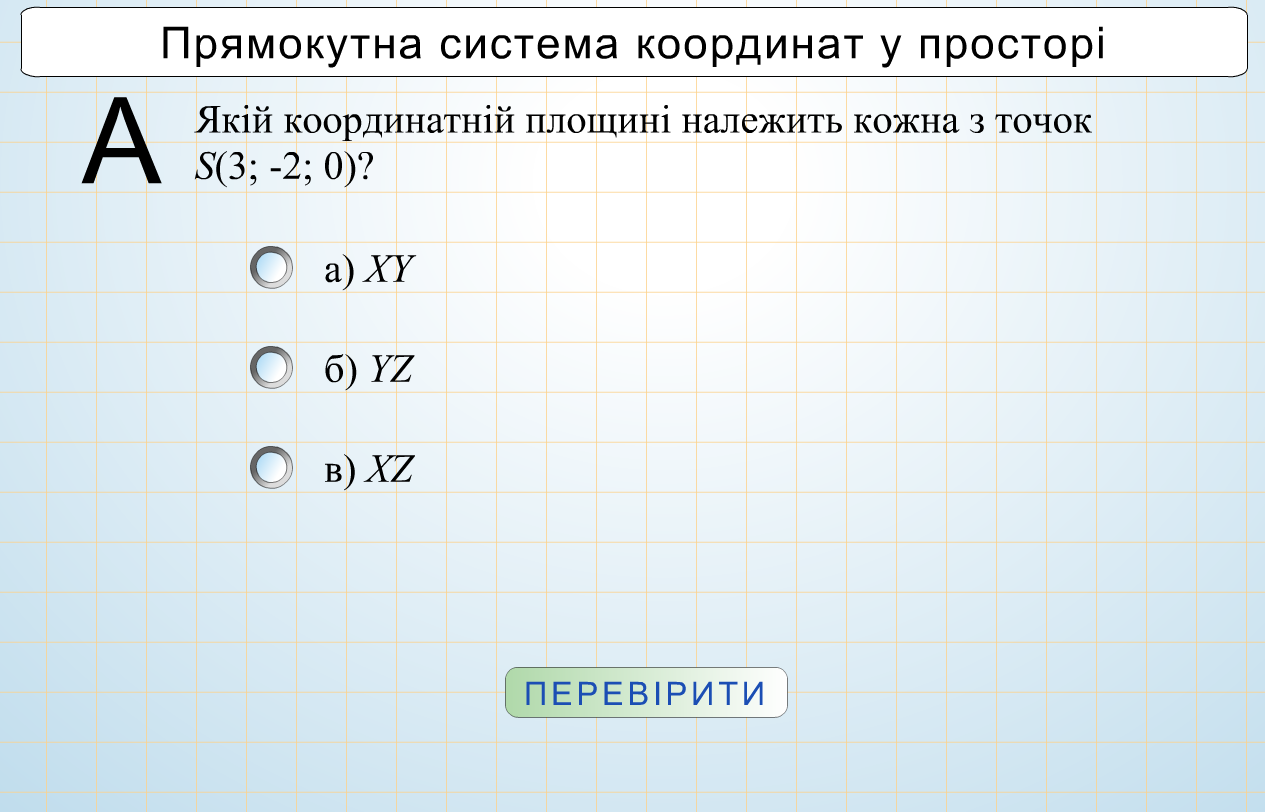 Прямокутна система координат у просторі
А
Якій координатній площині належить кожна з точок
S(3; -2; 0)?
а) XY
б) YZ
в) XZ
ПЕРЕВІРИТИ